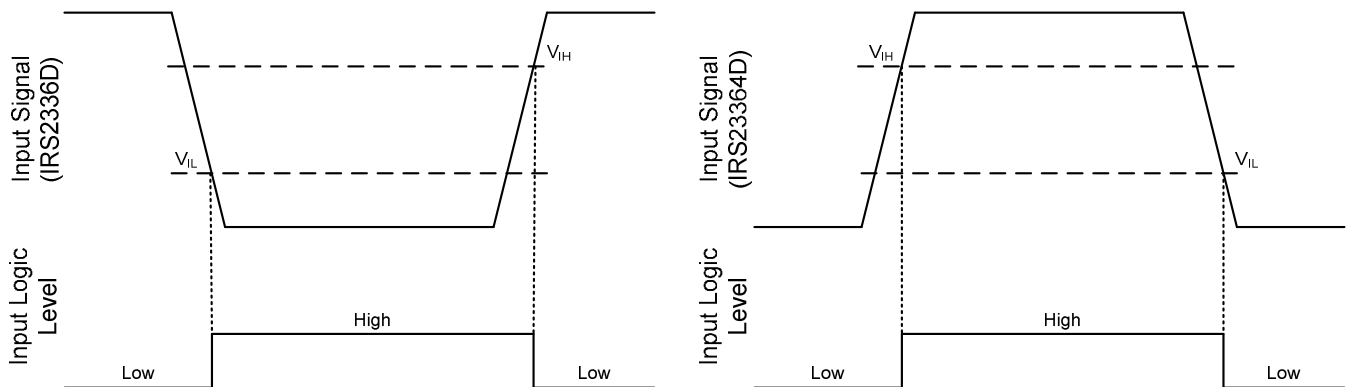 Input Signal
(IRS2336D)
VIH
VIL
Input Logic
Level
Low
High
Low
Input Signal
(IRS23364D)
VIH
VIL
Input Logic
Level
Low
High
Low